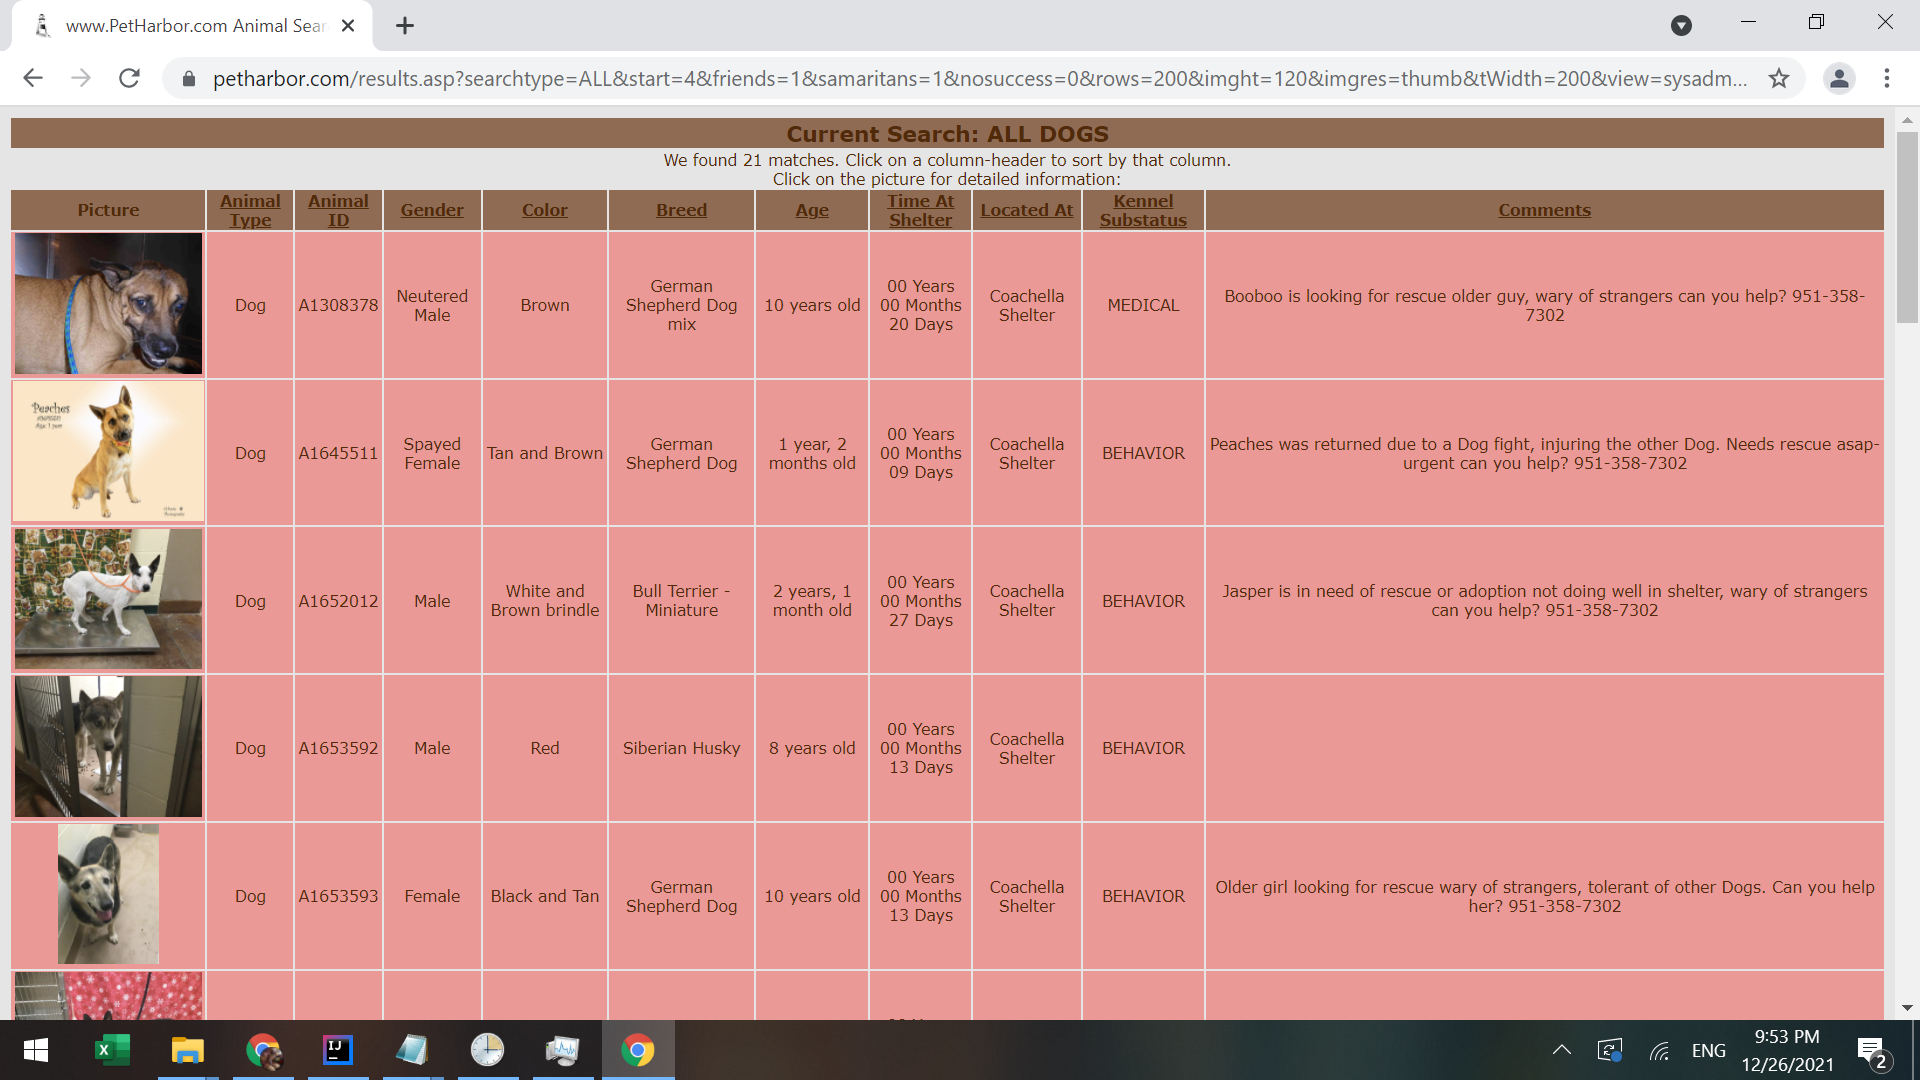 www.PetHarbor.com Animal Sear
petharbor.com/results.asp?searchtype=ALL&start=4&friends=1&samaritans=1&nosuccess=0&rows=200&imght=120&imgres=thumb&tWidth=200&view=sysadm...
Current Search: ALL DOGS
We found 21 matches. Click on a column-header to sort by that column.
Click on the picture for detailed information:
Picture
Animal
Type
Animal
ID
Gender
Color
Breed
Age
Time At
Shelter
Located At
Kennel
Substatus
Comments
Dog
A1308378
Neutered
Male
Brown
German
Shepherd Dog
mix
10 years old
00 Years
00 Months
20 Days
Coachella
Shelter
MEDICAL
Booboo is looking for rescue older guy, wary of strangers can you help? 951-358-
7302
Peaches
Dog
A1645511
Spayed
Female
Tan and Brown
German
Shepherd Dog
1 year, 2
months old
00 Years
00 Months
09 Days
Coachella
Shelter
BEHAVIOR
Peaches was returned due to a Dog fight, injuring the other Dog. Needs rescue asap-
urgent can you help? 951-358-7302
Dog
A1652012
Male
White and
Brown brindle
Bull Terrier -
Miniature
2 years, 1
month old
00 Years
00 Months
27 Days
Coachella
Shelter
BEHAVIOR
Jasper is in need of rescue or adoption not doing well in shelter, wary of strangers
can you help? 951-358-7302
Dog
A1653592
Male
Red
Siberian Husky
8 years old
00 Years
00 Months
13 Days
Coachella
Shelter
BEHAVIOR
Dog
A1653593
Female
Black and Tan
German
Shepherd Dog
10 years old
00 Years
00 Months
13 Days
Coachella
Shelter
BEHAVIOR
Older girl looking for rescue wary of strangers, tolerant of other Dogs. Can you help
her? 951-358-7302
IJ
ENG
9:53 PM
12/26/2021
2